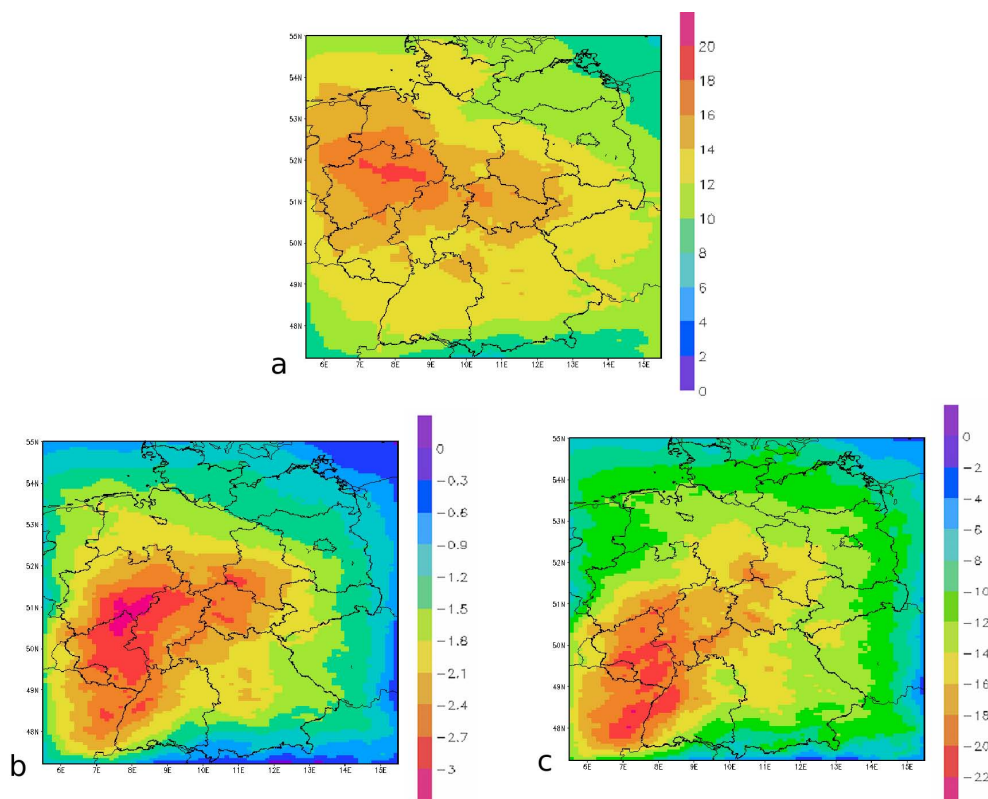 a
56N
54N
53N
52N
51N
50N
49N
48N
6E 7E 8E 9E 10E 11E 12E 13E 14E 15E
20
18
16
14
12
10
8
6
4
2
0
b
55N
54N
53N
52N
51N
50N
49N
48N
6E 7E 8E 9E 10E 11E 12E 13E 14E 15E
0
-0.3
-0.6
-0.9
-1.2
-1.5
-1.8
-2.1
-2.4
-2.7
-3
c
55N
54N
53N
52N
51N
50N
49N
48N
6E 7E 8E 9E 10E 11E 12E 13E 14E 15E
0
-2
-4
-6
-8
-10
-12
-14
-16
-18
-20
-22